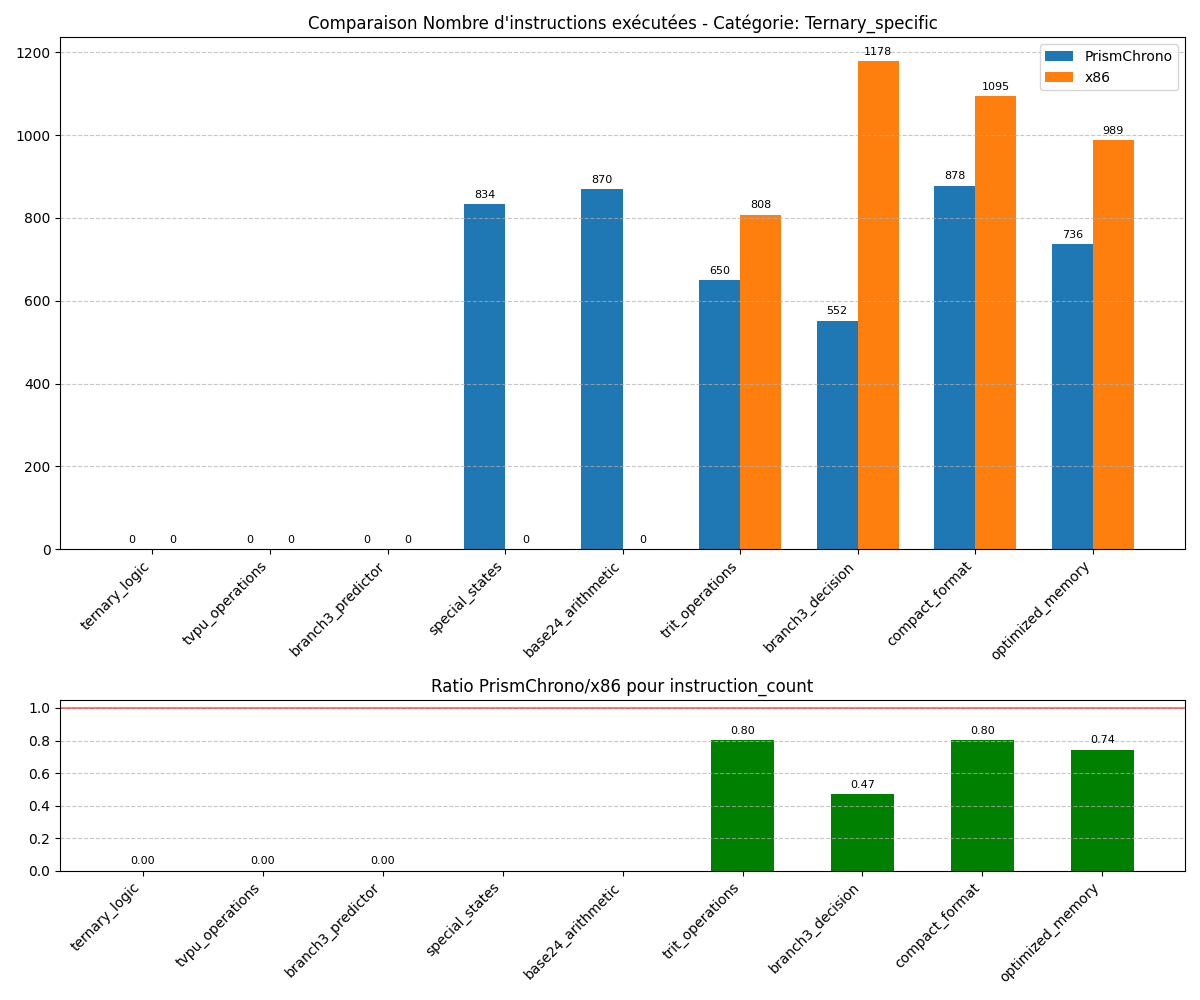 Comparaison Nombre d'instructions exécutées - Catégorie: Ternary_specific
PrismChrono
x86
1200
1000
800
600
400
200
0
0 0 0 0 0 0 834 0 870 0 650 808 552 1178 878 1095 736 989
ternary_logic
tvpu_operations
branch3_predictor
special_states
base24_arithmetic
trit_operations
branch3_decision
compact_format
optimized_memory
Ratio PrismChrono/x86 pour instruction_count
1.0
0.8
0.6
0.4
0.2
0.0
0.00 0.00 0.00 0.80 0.47 0.80 0.74
ternary_logic
tvpu_operations
branch3_predictor
special_states
base24_arithmetic
trit_operations
branch3_decision
compact_format
optimized_memory